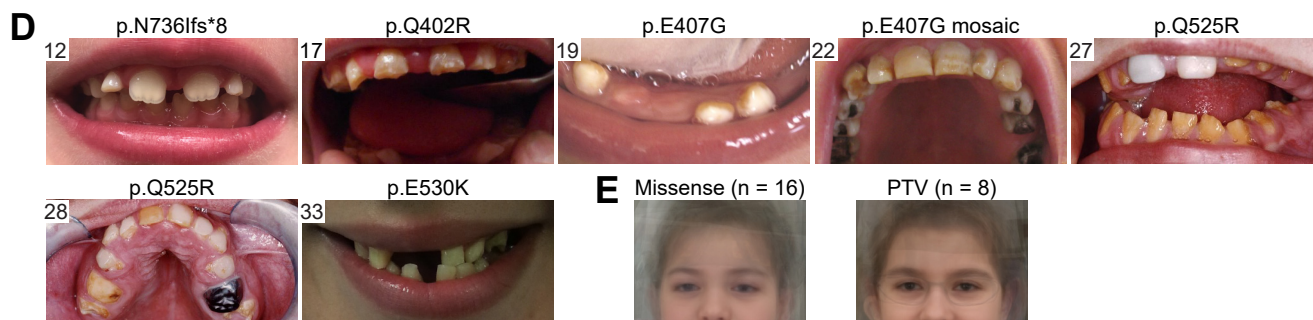 D
p.N736Ifs*8
p.Q402R
p.E407G
p.E407G mosaic
p.Q525R
12
17
19
22
27
p.Q525R
p.E530K
E
Missense (n = 16)
PTV (n = 8)
28
33